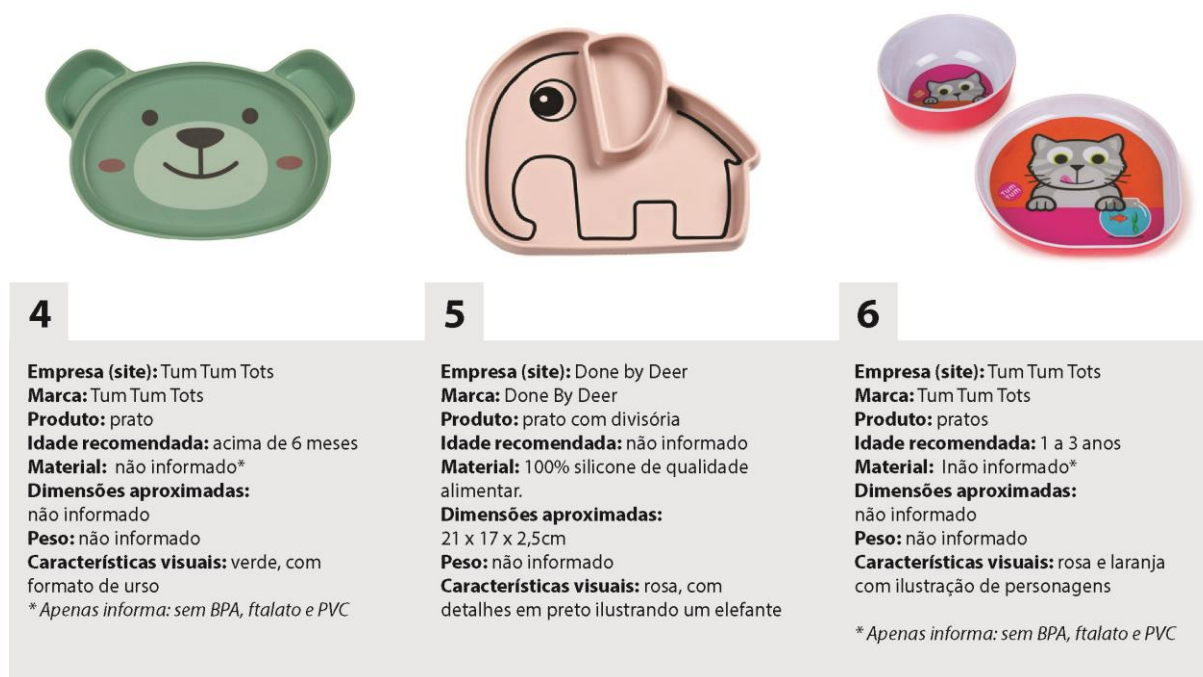 TUM
TUM
4
Empresa (site): Tum Tum Tots
Marca: Tum Tum Tots
Produto: prato
Idade recomendada: acima de 6 meses
Material: não informado*
Dimensões aproximadas:
não informado
Peso: não informado
Características visuais: verde, com
formato de urso
* Apenas informa: sem BPA, ftalato e PVC
5
Empresa (site): Done by Deer
Marca: Done By Deer
Produto: prato com divisória
Idade recomendada: não informado
Material: 100% silicone de qualidade
alimentar.
Dimensões aproximadas:
21 x 17 x 2,5cm
Peso: não informado
Características visuais: rosa, com
detalhes em preto ilustrando um elefante
6
Empresa (site): Tum Tum Tots
Marca: Tum Tum Tots
Produto: pratos
Idade recomendada: 1 a 3 anos
Material: Inão informado*
Dimensões aproximadas:
não informado
Peso: não informado
Características visuais: rosa e laranja
com ilustração de personagens
* Apenas informa: sem BPA, ftalato e PVC